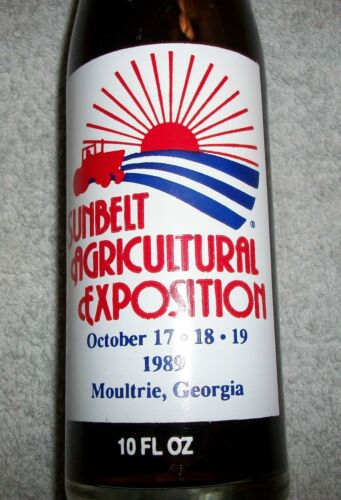 SUNBELT
AGRICULTURAL
EXPOSITION
®
October 17 • 18 • 19
1989
Moultrie, Georgia
10 FL OZ